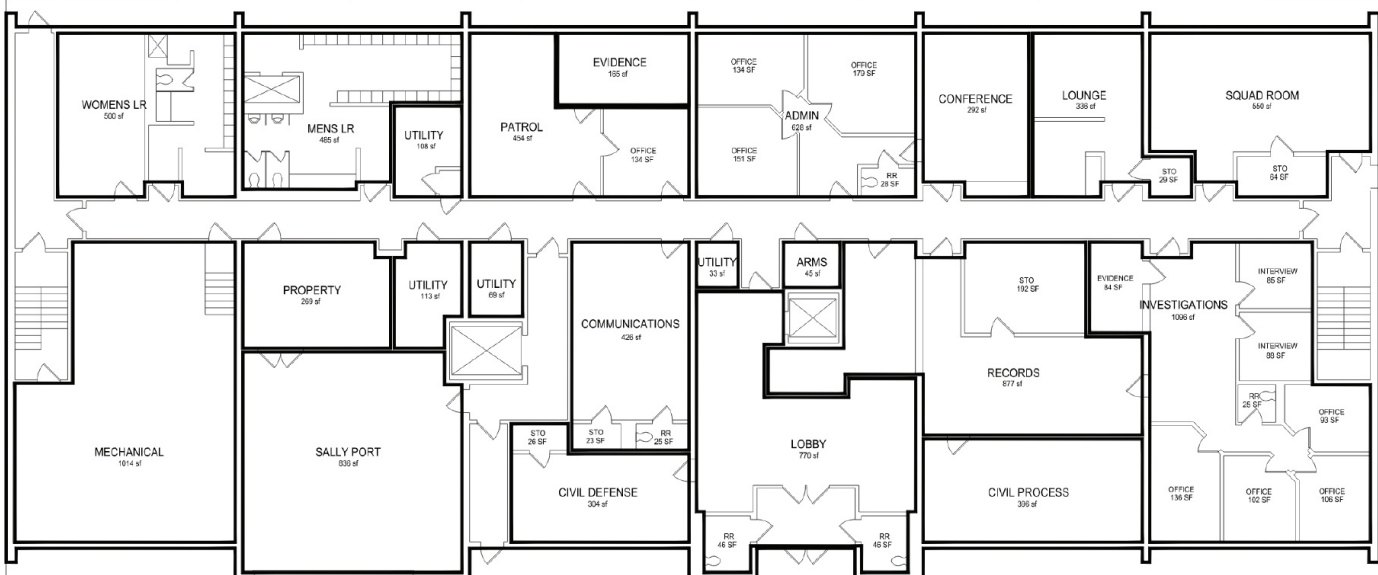 WOMENS LR
500 sf
MENS LR
485 sf
UTILITY
108 sf
PATROL
454 sf
EVIDENCE
165 sf
OFFICE
134 SF
OFFICE
134 SF
OFFICE
179 SF
ADMIN
628 sf
OFFICE
151 SF
RR
28 SF
CONFERENCE
292 sf
LOUNGE
336 sf
STO
29 SF
SQUAD ROOM
550 sf
STO
64 SF
MECHANICAL
1014 sf
PROPERTY
269 sf
UTILITY
113 sf
UTILITY
69 sf
SALLY PORT
836 sf
COMMUNICATIONS
426 sf
STO
23 SF
RR
25 SF
STO
26 SF
CIVIL DEFENSE
304 sf
UTILITY
33 sf
ARMS
45 sf
LOBBY
770 sf
RR
46 SF
RR
46 SF
STO
192 SF
RECORDS
877 sf
CIVIL PROCESS
396 sf
EVIDENCE
84 SF
INVESTIGATIONS
1096 sf
INTERVIEW
85 SF
INTERVIEW
88 SF
RR
25 SF
OFFICE
93 SF
OFFICE
136 SF
OFFICE
102 SF
OFFICE
106 SF